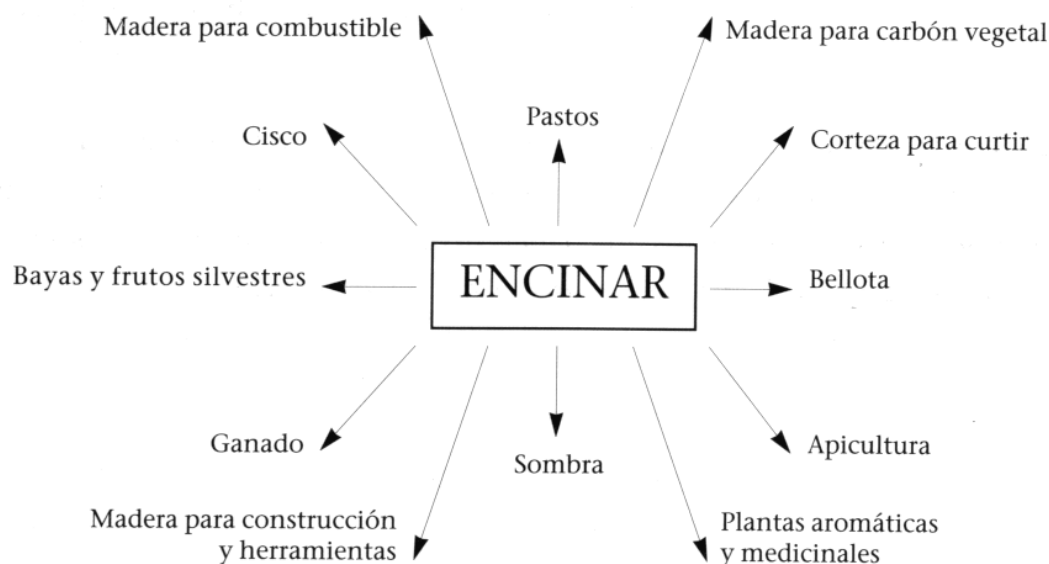 Madera para combustible
Madera para carbón vegetal
Pastos
Cisco
Corteza para curtir
Bayas y frutos silvestres
ENCINAR
Bellota
Ganado
Sombra
Apicultura
Madera para construcción
y herramientas
Plantas aromáticas
y medicinales